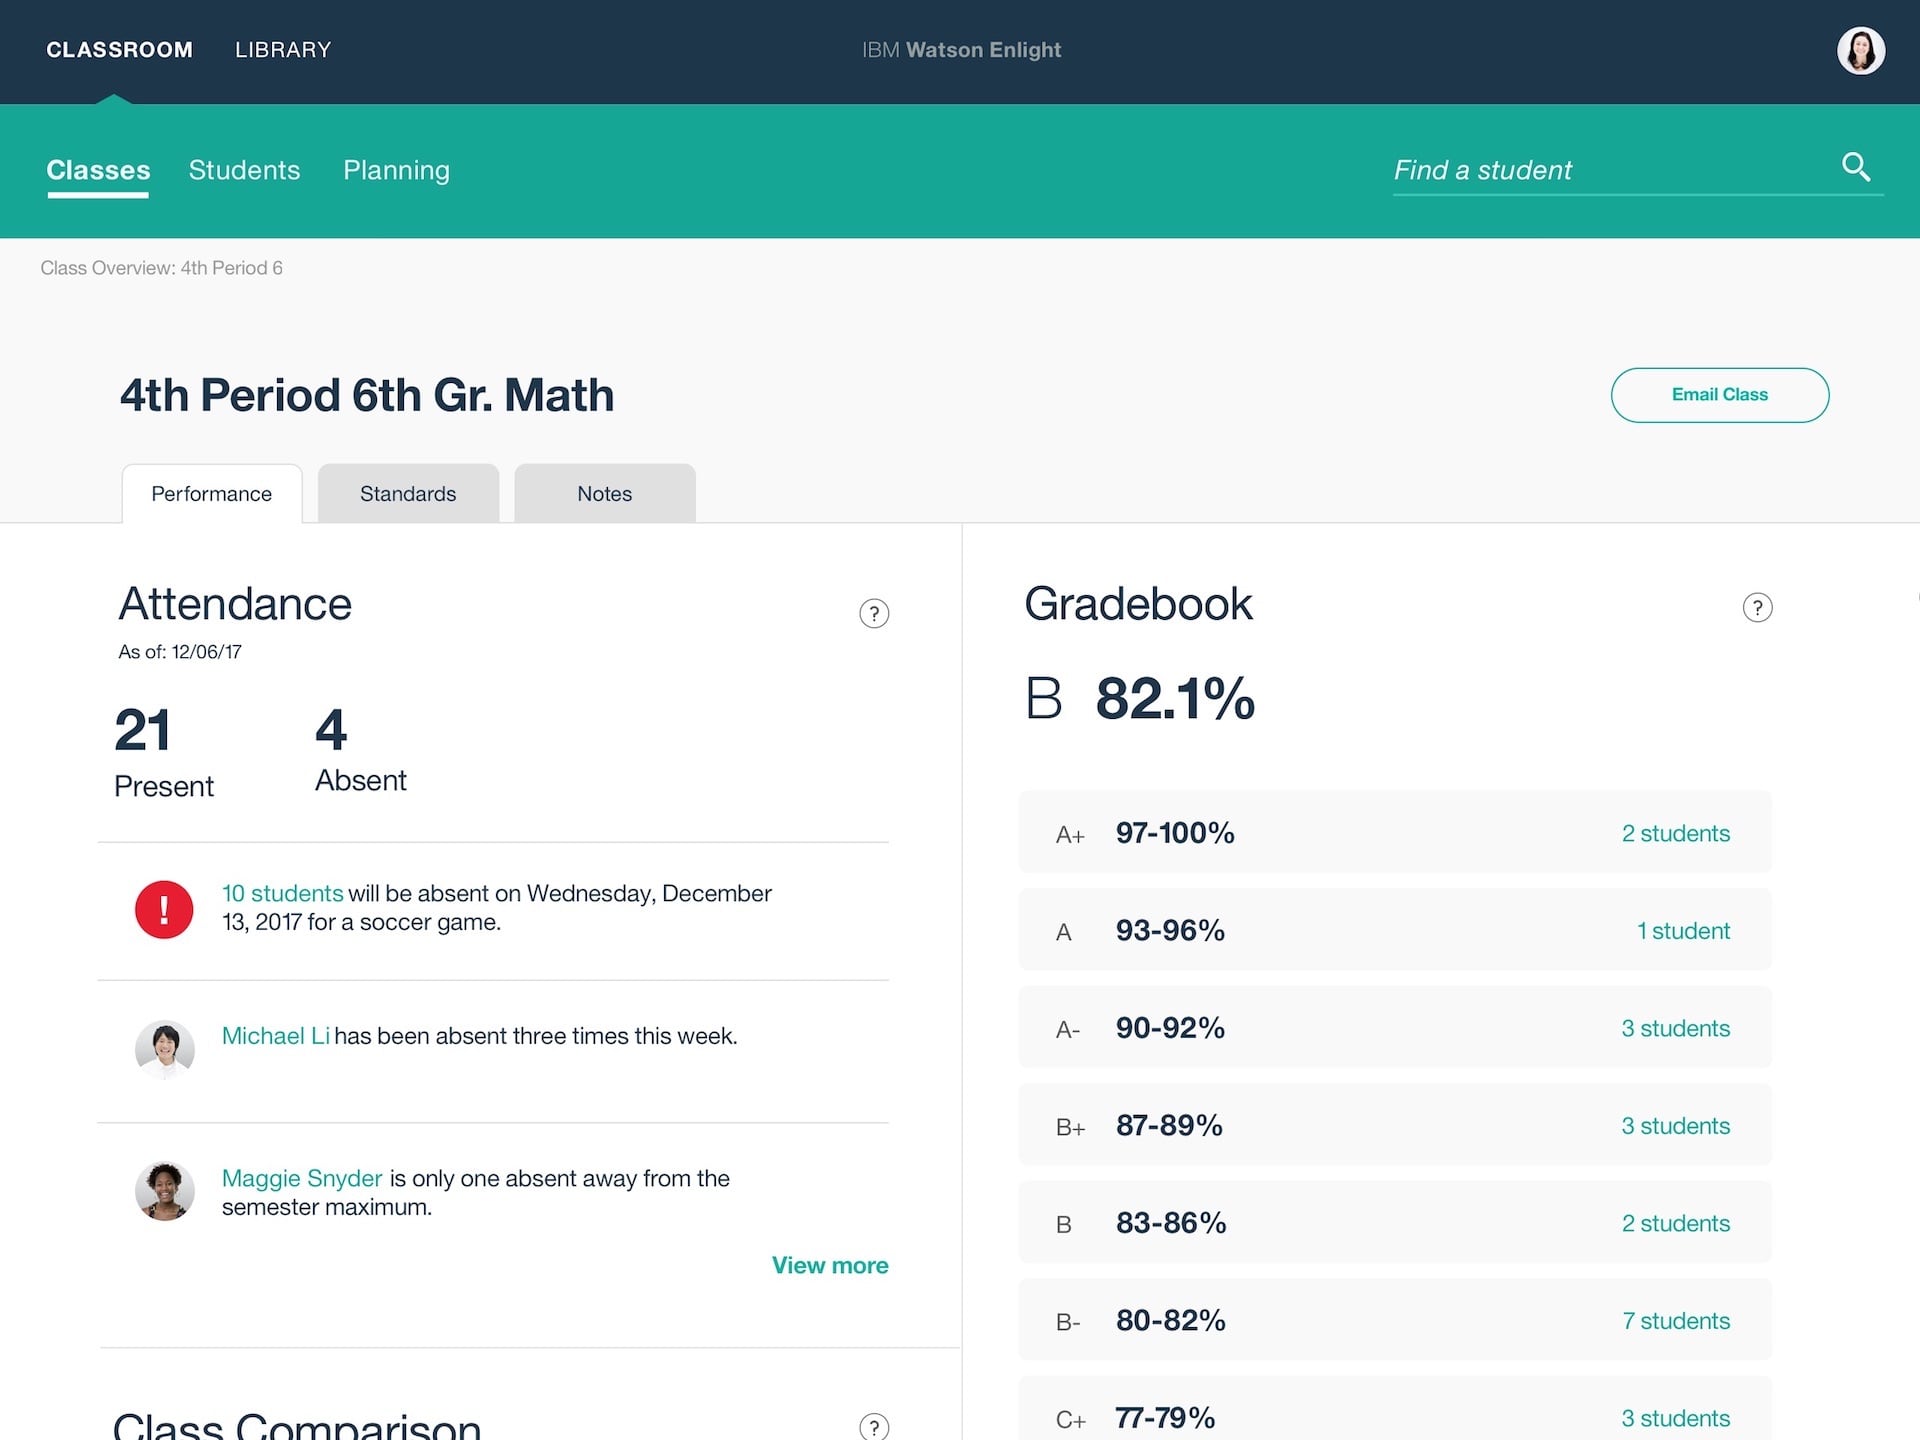 CLASSROOM LIBRARY IBM Watson Enlight
Classes Students Planning Find a student
Class Overview: 4th Period 6
4th Period 6th Gr. Math
Email Class
Performance Standards Notes
Attendance
?
As of: 12/06/17
21 4
Present Absent
!
10 students will be absent on Wednesday, December
13, 2017 for a soccer game.
Michael Li has been absent three times this week.
Maggie Snyder is only one absent away from the
semester maximum.
View more
Class Comparison
?
Gradebook
?
B 82.1%
A+ 97-100% 2 students
A 93-96% 1 student
A- 90-92% 3 students
B+ 87-89% 3 students
B 83-86% 2 students
B- 80-82% 7 students
C+ 77-79% 3 students